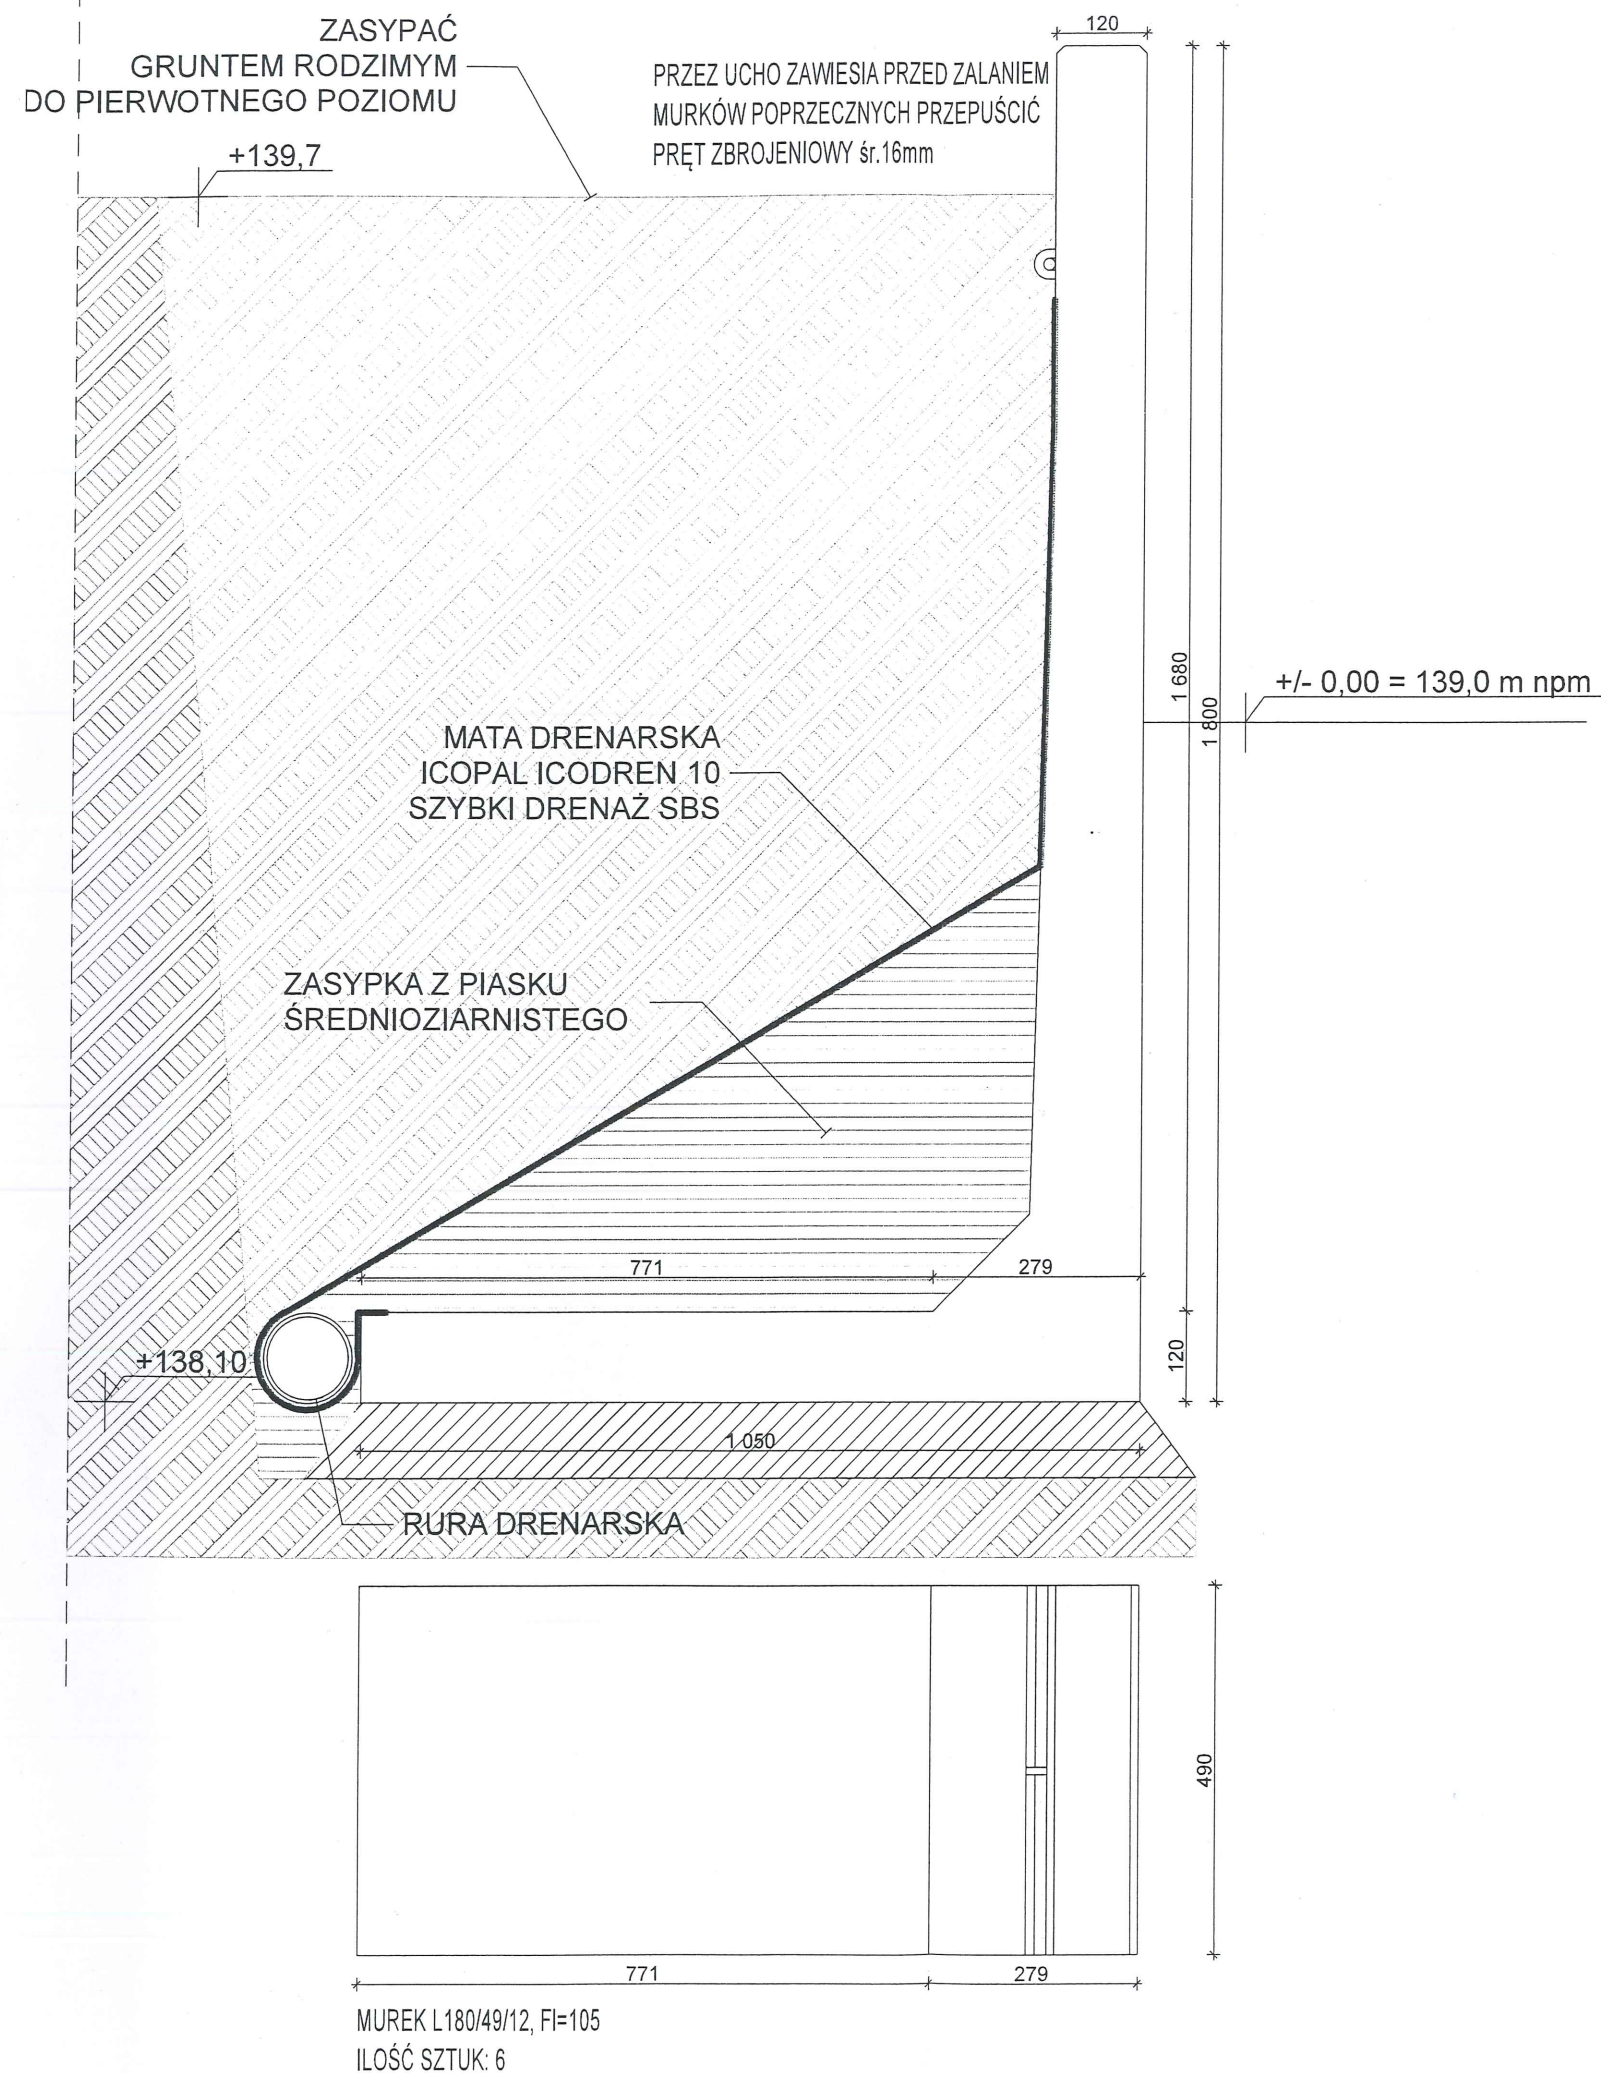 ZASYPAĆ
GRUNTEM RODZIMYM
DO PIERWOTNEGO POZIOMU
+139,7
PRZEZ UCHO ZAWIESIA PRZED ZALANIEM
MURKÓW POPRZECZNYCH PRZEPUŚCIĆ
PRĘT ZBROJENIOWY śr.16mm
120
1 680
1 800
+/- 0,00 = 139,0 m npm
MATA DRENARSKA
ICOPAL ICODREN 10
SZYBKI DRENAŻ SBS
ZASYPKA Z PIASKU
ŚREDNIOZIARNISTEGO
771
279
120
+138,10
1 050
RURA DRENARSKA
490
771
279
MUREK L180/49/12, FI=105
ILOŚĆ SZTUK: 6